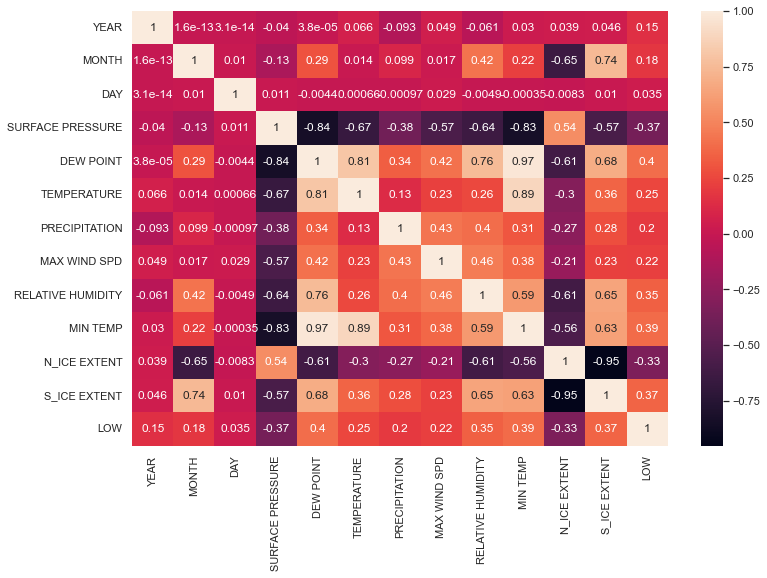 YEAR 1 1.6e-13 3.1e-14 -0.04 3.8e-05 0.066 -0.093 0.049 -0.061 0.03 0.039 0.046 0.15
MONTH 1.6e-13 1 0.01 -0.13 0.29 0.014 0.099 0.017 0.42 0.22 -0.65 0.74 0.18
DAY 3.1e-14 0.01 1 0.011 -0.0044 0.00066 -0.00097 0.029 -0.0049 -0.00035 -0.0083 0.01 0.035
SURFACE PRESSURE -0.04 -0.13 0.011 1 -0.84 -0.67 -0.38 -0.57 -0.64 -0.83 0.54 -0.57 -0.37
DEW POINT 3.8e-05 0.29 -0.0044 -0.84 1 0.81 0.34 0.42 0.76 0.97 -0.61 0.68 0.4
TEMPERATURE 0.066 0.014 0.00066 -0.67 0.81 1 0.13 0.23 0.26 0.89 -0.3 0.36 0.25
PRECIPITATION -0.093 0.099 -0.00097 -0.38 0.34 0.13 1 0.43 0.4 0.31 -0.27 0.28 0.2
MAX WIND SPD 0.049 0.017 0.029 -0.57 0.42 0.23 0.43 1 0.46 0.38 -0.21 0.23 0.22
RELATIVE HUMIDITY -0.061 0.42 -0.0049 -0.64 0.76 0.26 0.4 0.46 1 0.59 -0.61 0.65 0.35
MIN TEMP 0.03 0.22 -0.00035 -0.83 0.97 0.89 0.31 0.38 0.59 1 -0.56 0.63 0.39
N_ICE EXTENT 0.039 -0.65 -0.0083 0.54 -0.61 -0.3 -0.27 -0.21 -0.61 -0.56 1 -0.95 -0.33
S_ICE EXTENT 0.046 0.74 0.01 -0.57 0.68 0.36 0.28 0.23 0.65 0.63 -0.95 1 0.37
LOW 0.15 0.18 0.035 -0.37 0.4 0.25 0.2 0.22 0.35 0.39 -0.33 0.37 1
YEAR
MONTH
DAY
SURFACE PRESSURE
DEW POINT
TEMPERATURE
PRECIPITATION
MAX WIND SPD
RELATIVE HUMIDITY
MIN TEMP
N_ICE EXTENT
S_ICE EXTENT
LOW
1.00
0.75
0.50
0.25
0.00
−0.25
−0.50
−0.75